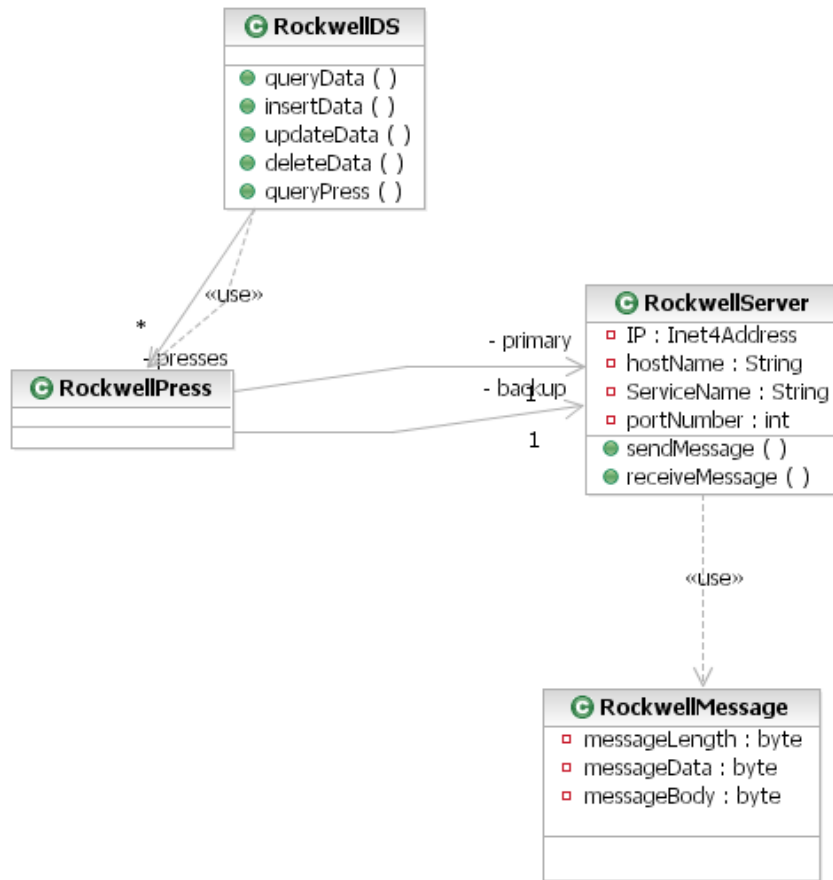 RockwellDS
queryData ( )
insertData ( )
updateData ( )
deleteData ( )
queryPress ( )
«use»
*
- presses
RockwellPress
- primary
1
- backup
1
RockwellServer
IP : Inet4Address
hostName : String
ServiceName : String
portNumber : int
sendMessage ( )
receiveMessage ( )
«use»
RockwellMessage
messageLength : byte
messageData : byte
messageBody : byte